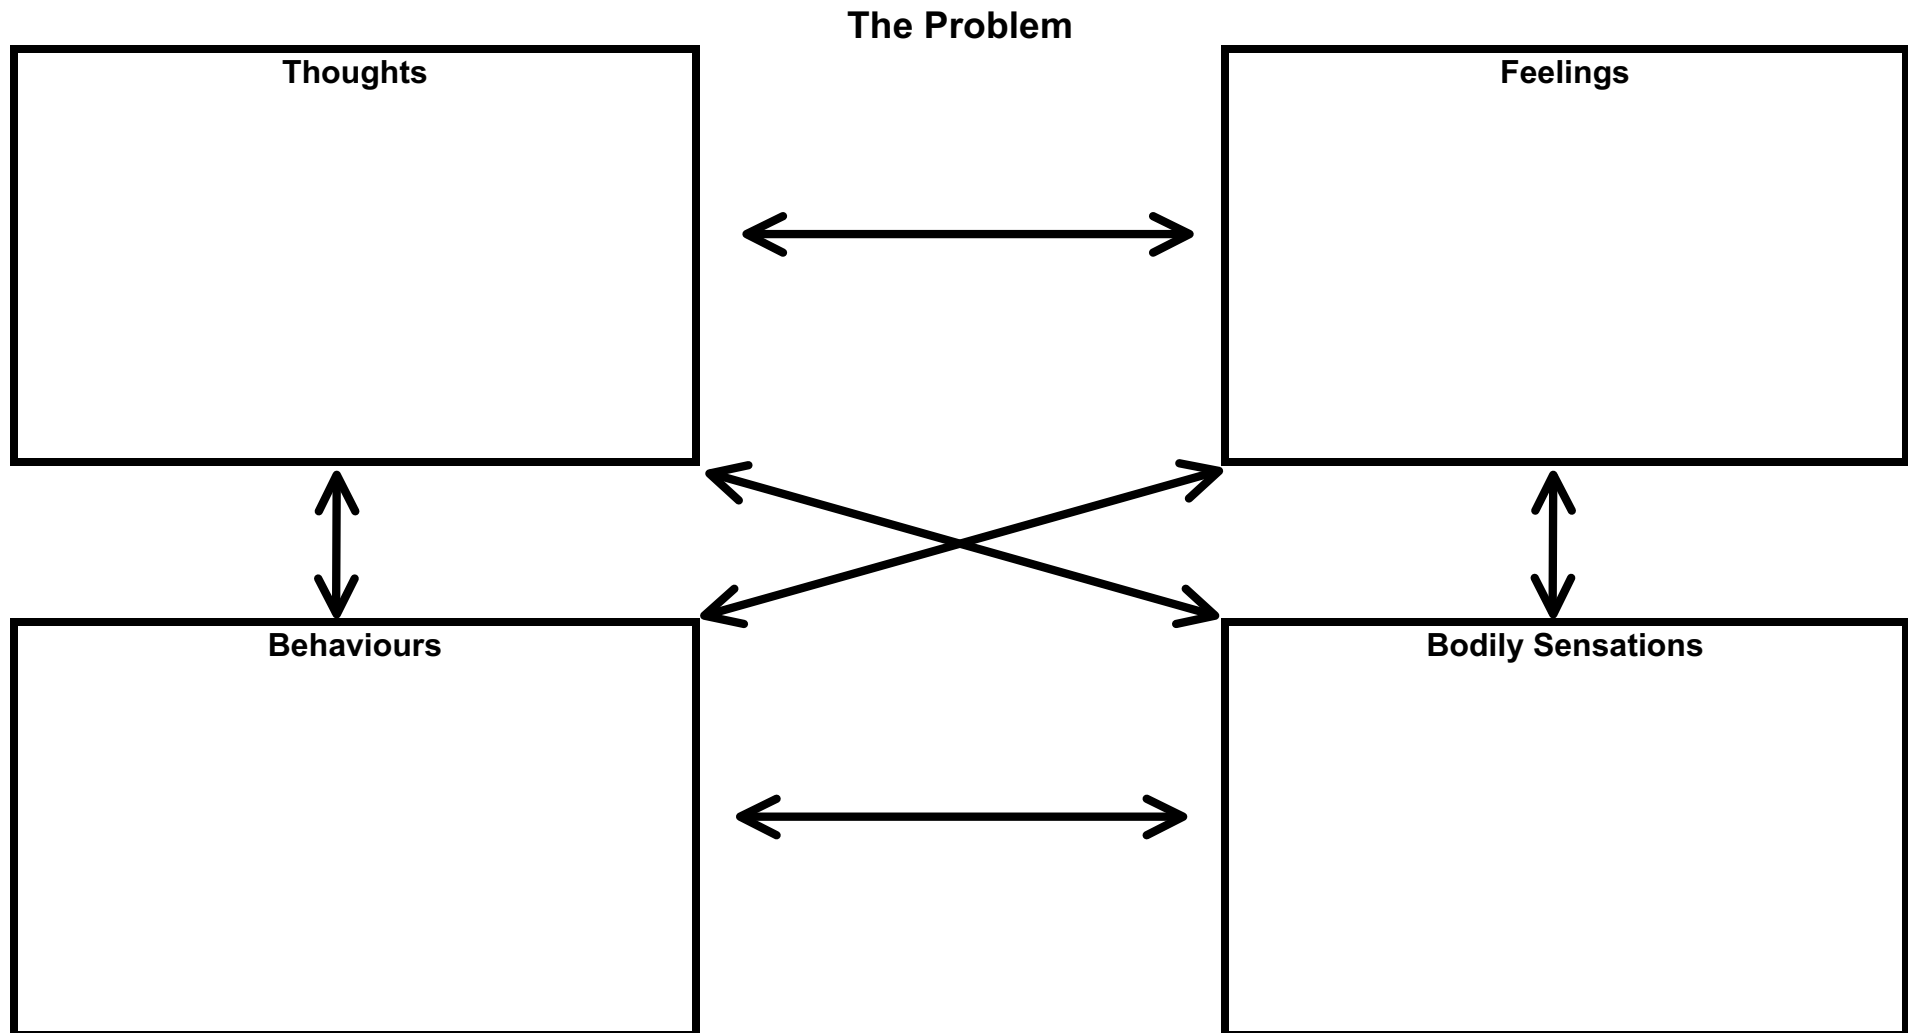 The Problem
Thoughts
Feelings
Behaviours
Bodily Sensations